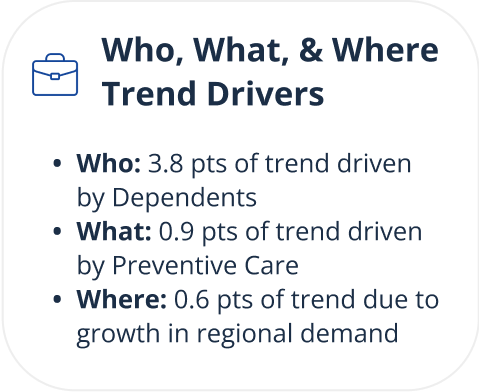 Who, What, & Where
Trend Drivers
• Who: 3.8 pts of trend driven
by Dependents
• What: 0.9 pts of trend driven
by Preventive Care
• Where: 0.6 pts of trend due to
growth in regional demand